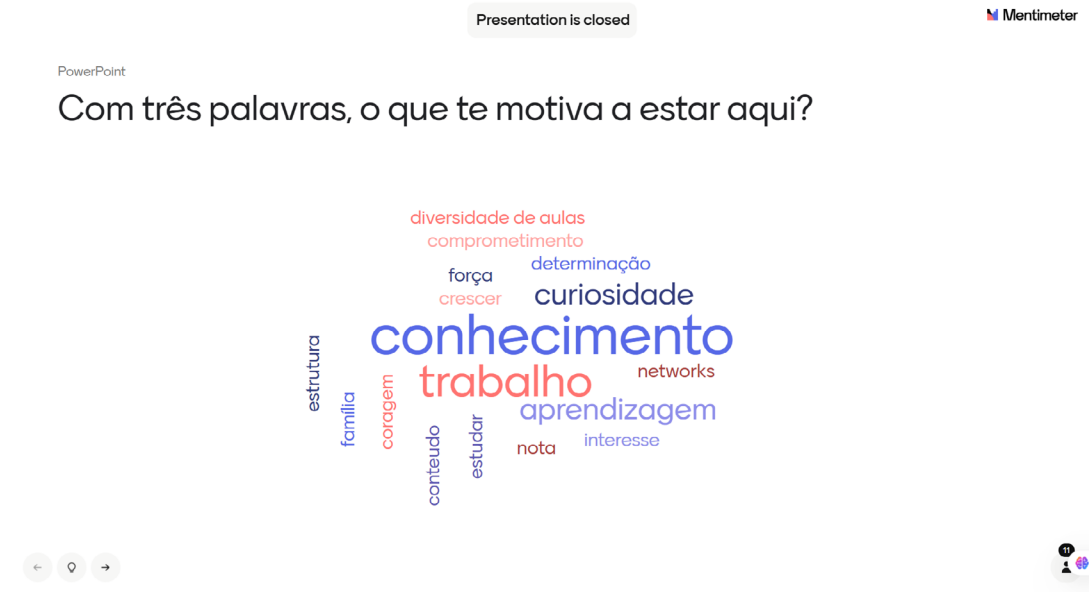 Presentation is closed
Mentimeter
PowerPoint
Com três palavras, o que te motiva a estar aqui?
diversidade de aulas
comprometimento
determinação
força
curiosidade
crescer
conhecimento
estrutura
trabalho
networks
família
coragem
aprendizagem
conteudo
estudar
interesse
nota
11